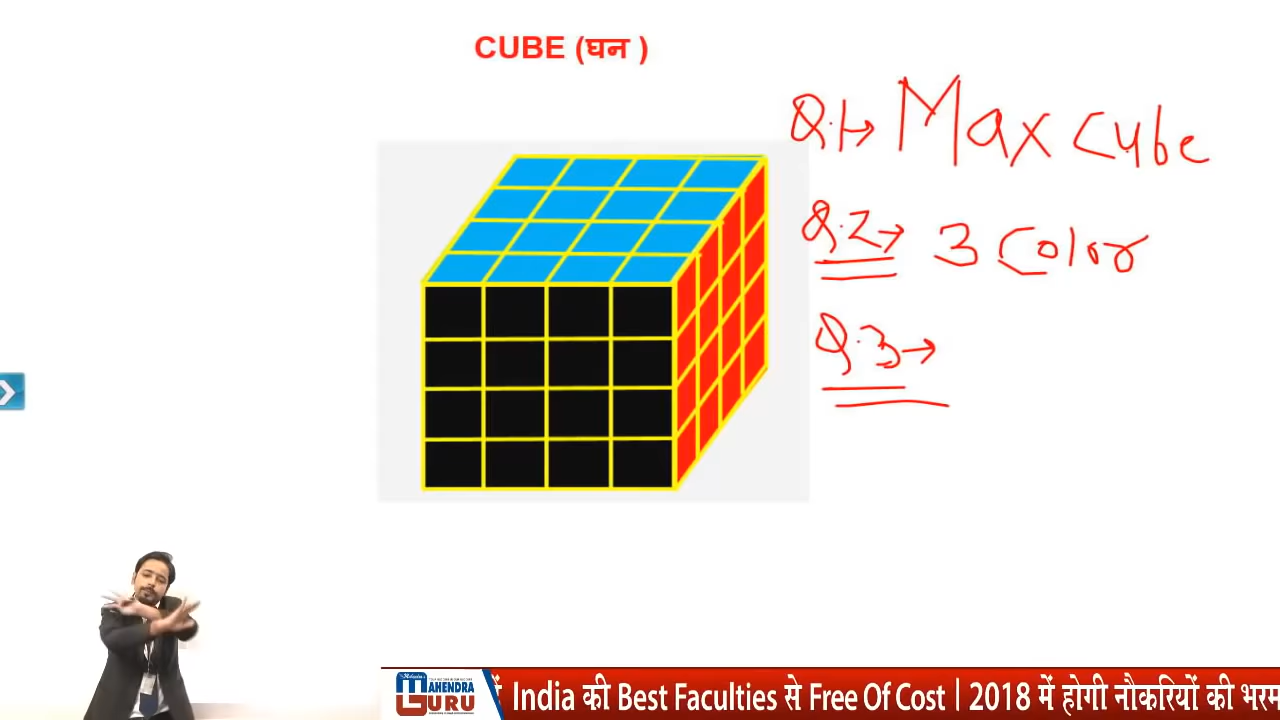 CUBE (घन )
Q.1→ Max Cube
Q.2→ 3 Color
Q.3→
MAHENDRA
GURU
में India की Best Faculties से Free Of Cost | 2018 में होगी नौकरियों की भरम